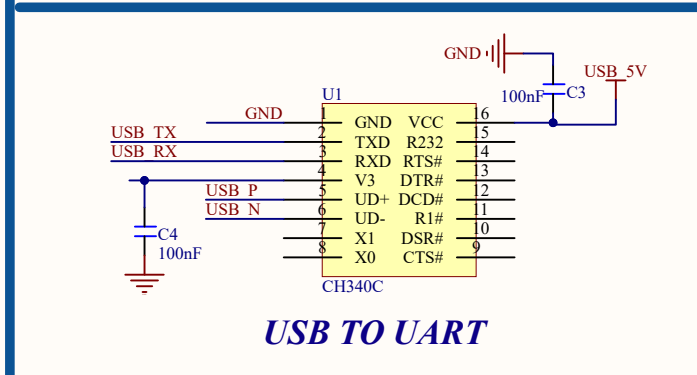 GND
USB_5V
100nF C3
U1
GND 1 GND VCC 16
USB_TX 2 TXD R232 15
USB_RX 3 RXD RTS# 14
4 V3 DTR# 13
USB_P 5 UD+ DCD# 12
USB_N 6 UD- R1# 11
7 X1 DSR# 10
8 X0 CTS# 9
C4
100nF
CH340C
USB TO UART